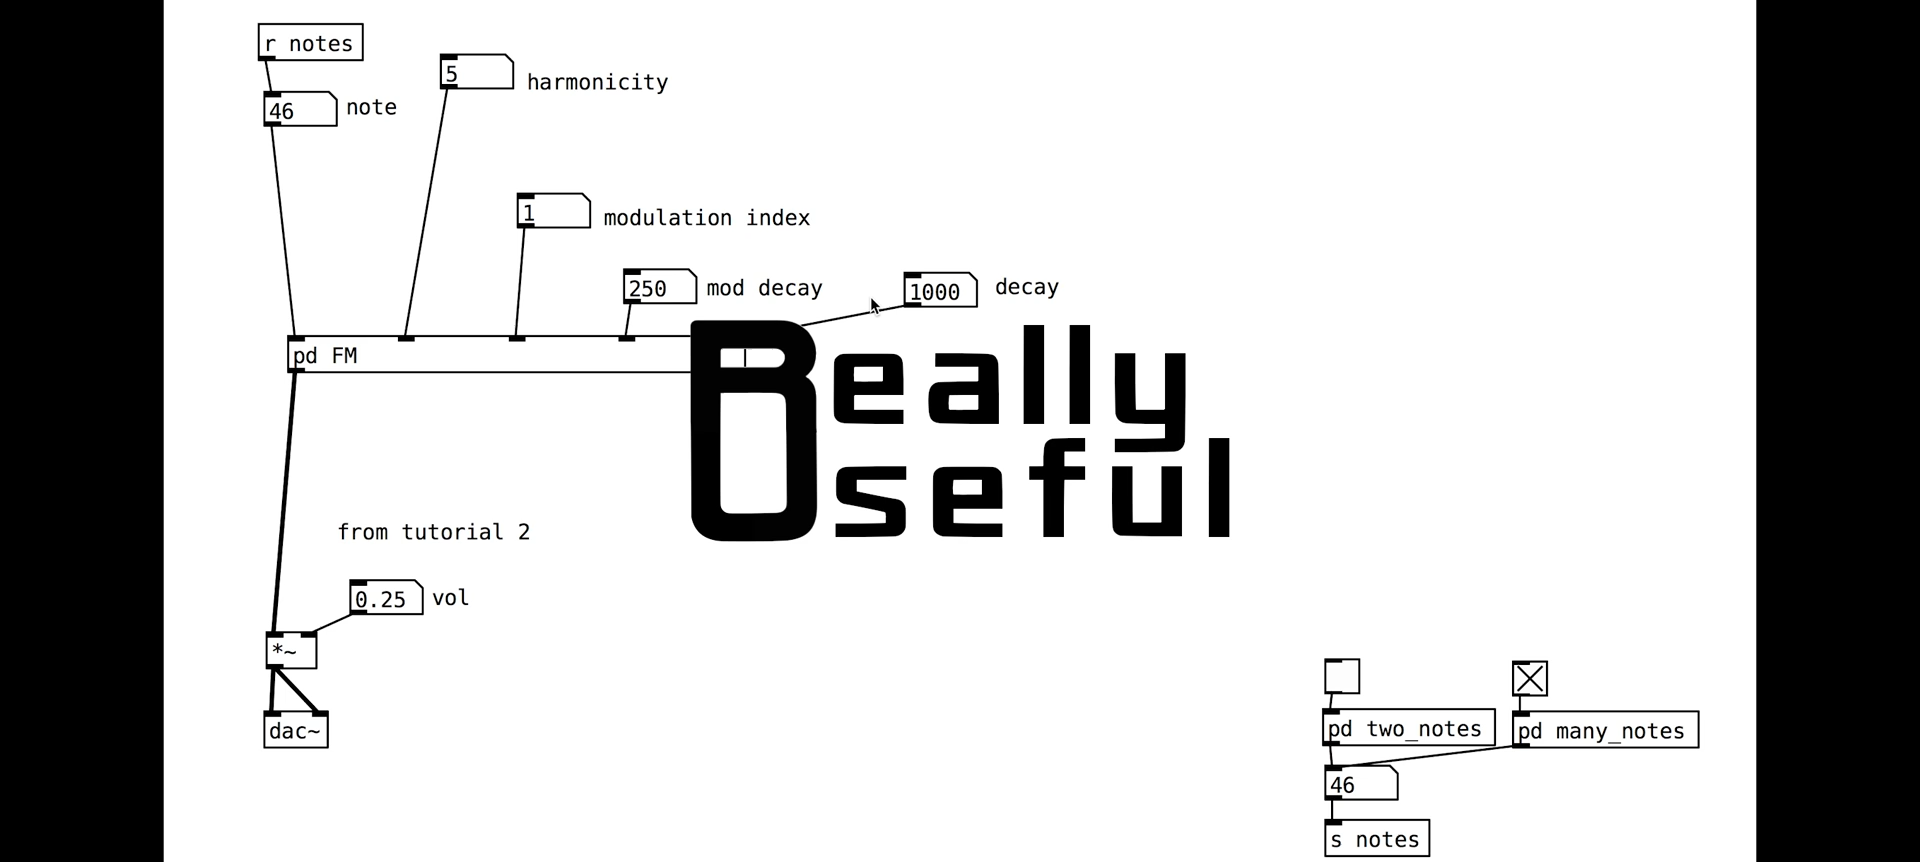 r notes
5
harmonicity
46
note
1
modulation index
250
mod decay
1000
decay
pd FM
Really
Useful
from tutorial 2
0.25
vol
*~
dac~
pd two_notes
pd many_notes
46
s notes